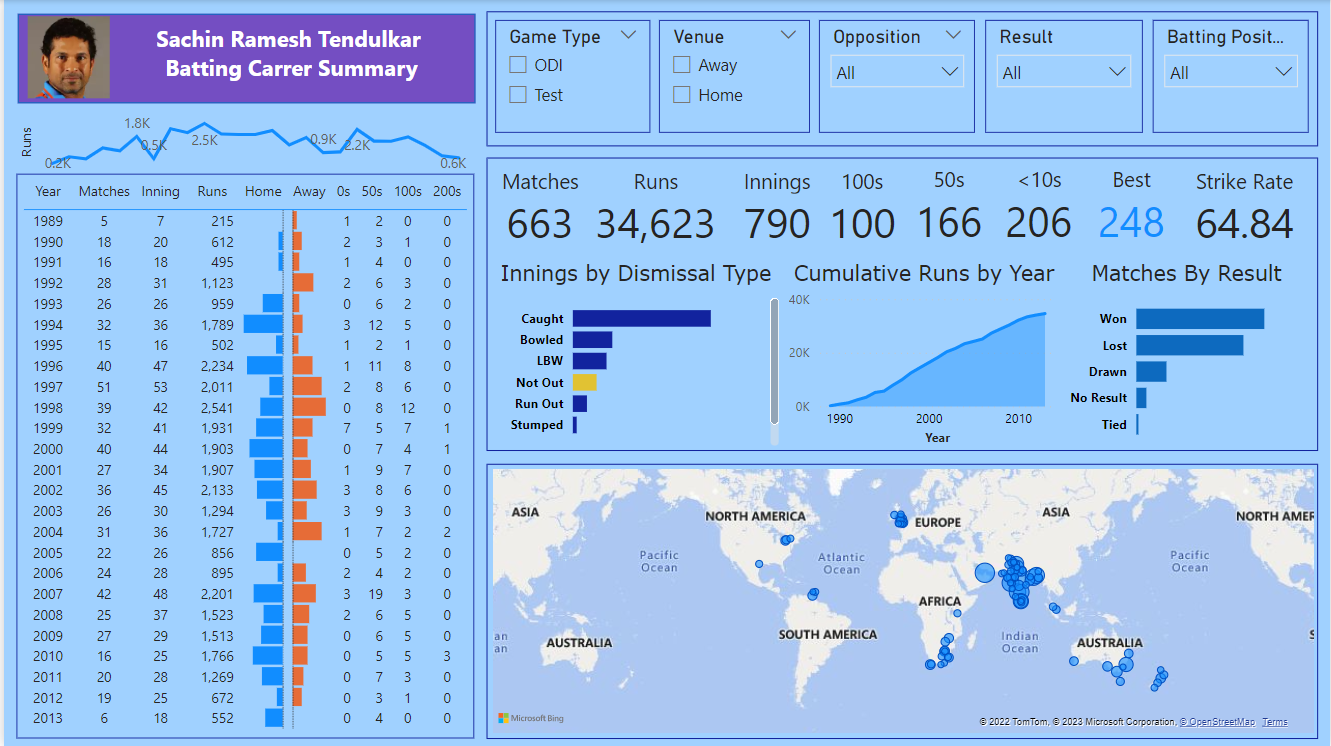 Sachin Ramesh Tendulkar
Batting Carrer Summary
Runs
0.2K
1.8K
0.5K
2.5K
0.9K
2.2K
0.6K
Year Matches Inning Runs Home Away 0s 50s 100s 200s
1989 5 7 215 1 2 0 0
1990 18 20 612 2 3 1 0
1991 16 18 495 1 4 0 0
1992 28 31 1,123 2 6 3 0
1993 26 26 959 0 6 2 0
1994 32 36 1,789 3 12 5 0
1995 15 16 502 1 2 1 0
1996 40 47 2,234 1 11 8 0
1997 51 53 2,011 2 8 6 0
1998 39 42 2,541 0 8 12 0
1999 32 41 1,931 7 5 7 1
2000 40 44 1,903 0 7 4 1
2001 27 34 1,907 1 9 7 0
2002 36 45 2,133 3 8 6 0
2003 26 30 1,294 3 9 3 0
2004 31 36 1,727 1 7 2 2
2005 22 26 856 0 5 2 0
2006 24 28 895 2 4 2 0
2007 42 48 2,201 3 19 3 0
2008 25 37 1,523 2 6 5 0
2009 27 29 1,513 0 6 5 0
2010 16 25 1,766 0 5 5 3
2011 20 28 1,269 0 7 3 0
2012 19 25 672 0 3 1 0
2013 6 18 552 0 4 0 0
Game Type
ODI
Test
Venue
Away
Home
Opposition
All
Result
All
Batting Posit...
All
Matches Runs Innings 100s 50s <10s Best Strike Rate
663 34,623 790 100 166 206 248 64.84
Innings by Dismissal Type
Caught
Bowled
LBW
Not Out
Run Out
Stumped
Cumulative Runs by Year
40K
20K
0K
1990 2000 2010
Year
Matches By Result
Won
Lost
Drawn
No Result
Tied
ASIA
NORTH AMERICA
EUROPE
ASIA
NORTH AMER
Pacific
Ocean
Atlantic
Ocean
Pacific
Ocean
AFRICA
SOUTH AMERICA
Indian
Ocean
an
an
AUSTRALIA
AUSTRALIA
S
Microsoft Bing
© 2022 TomTom, © 2023 Microsoft Corporation, © OpenStreetMap Terms